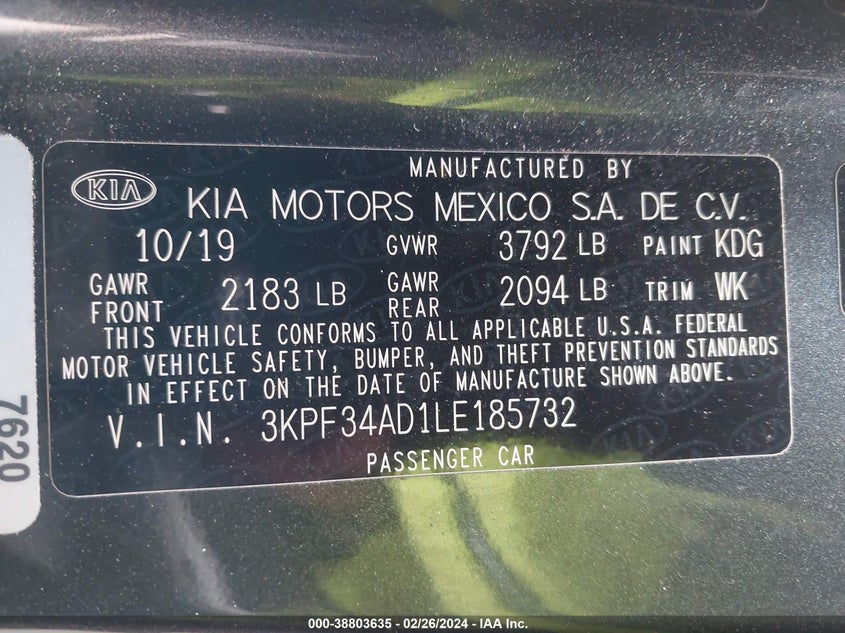 MANUFACTURED BY
KIA KIA MOTORS MEXICO S.A. DE C.V.
10/19 GVWR 3792 LB PAINT KDG
GAWR FRONT 2183 LB GAWR REAR 2094 LB TRIM WK
THIS VEHICLE CONFORMS TO ALL APPLICABLE U.S.A. FEDERAL
MOTOR VEHICLE SAFETY, BUMPER, AND THEFT PREVENTION STANDARDS
IN EFFECT ON THE DATE OF MANUFACTURE SHOWN ABOVE.
V.I.N. 3KPF34AD1LE185732
PASSENGER CAR
7620
000-38803635 - 02/26/2024 - IAA Inc.